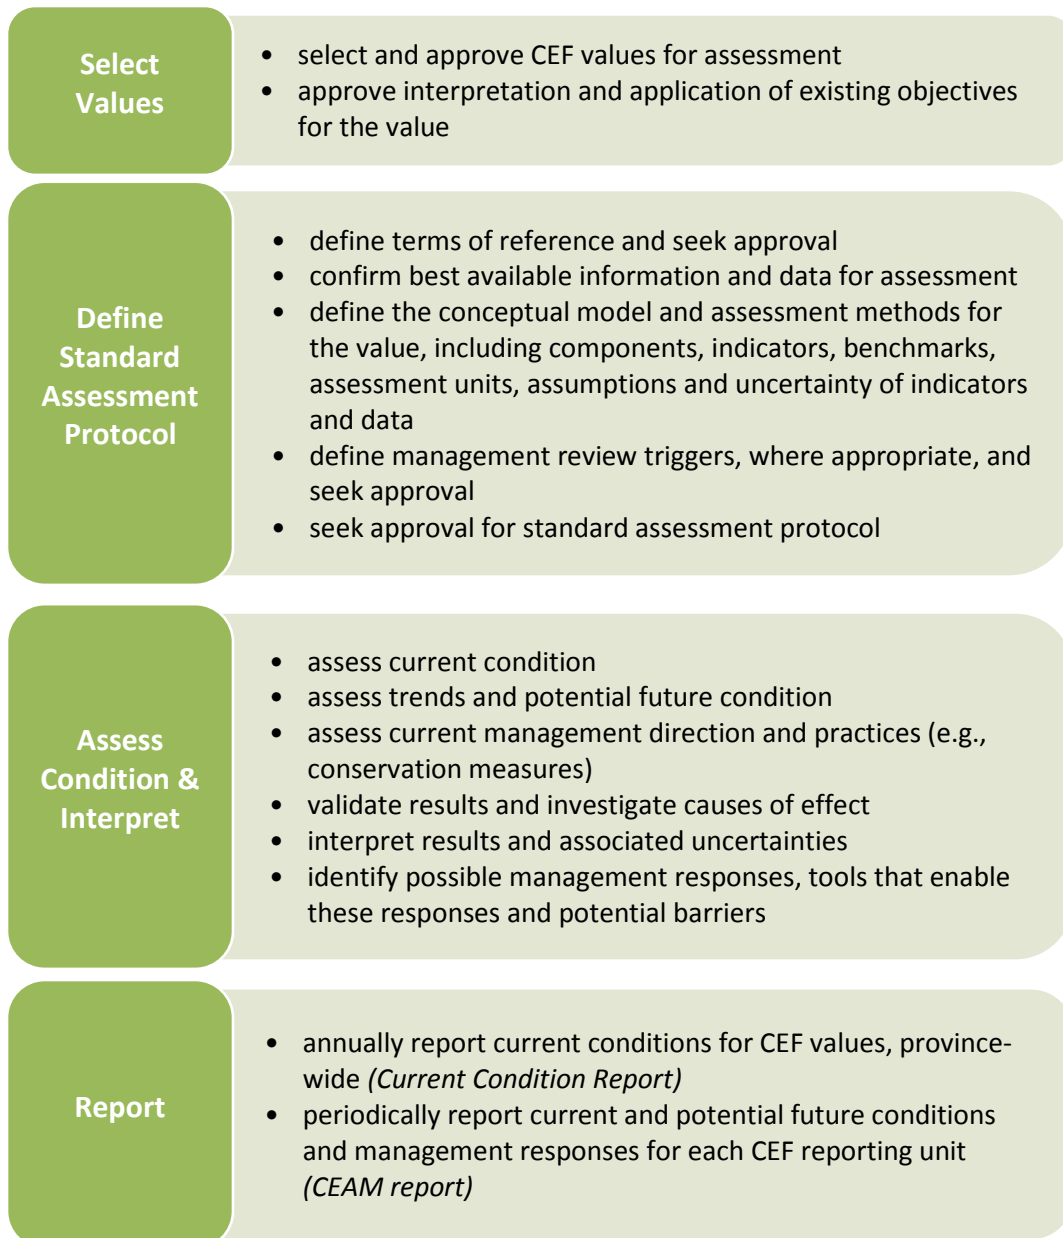 Select
Values
• select and approve CEF values for assessment
• approve interpretation and application of existing objectives
for the value
Define
Standard
Assessment
Protocol
• define terms of reference and seek approval
• confirm best available information and data for assessment
• define the conceptual model and assessment methods for
the value, including components, indicators, benchmarks,
assessment units, assumptions and uncertainty of indicators
and data
• define management review triggers, where appropriate, and
seek approval
• seek approval for standard assessment protocol
Assess
Condition &
Interpret
• assess current condition
• assess trends and potential future condition
• assess current management direction and practices (e.g.,
conservation measures)
• validate results and investigate causes of effect
• interpret results and associated uncertainties
• identify possible management responses, tools that enable
these responses and potential barriers
Report
• annually report current conditions for CEF values, province-
wide (Current Condition Report)
• periodically report current and potential future conditions
and management responses for each CEF reporting unit
(CEAM report)